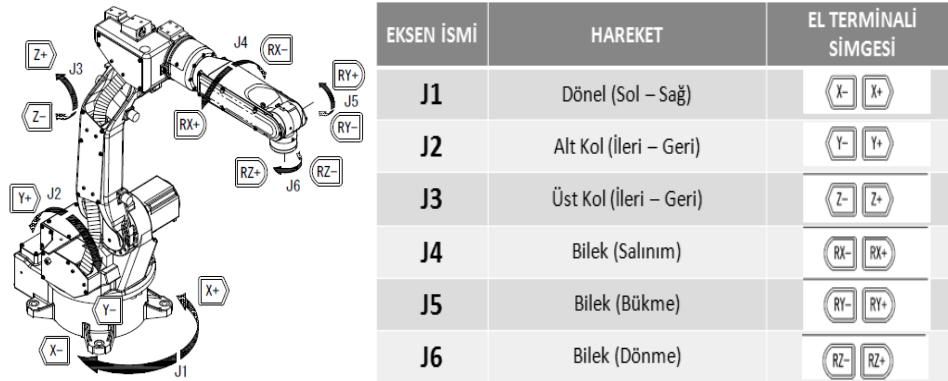 Z+
J3
Z-
J4
RX-
RX+
RY+
J5
RY-
RZ+
RZ-
J6
Y+
J2
X+
Y-
X-
J1
EKSEN İSMİ HAREKET EL TERMİNALİ
SİMGESİ
J1 Dönel (Sol – Sağ) X- X+
J2 Alt Kol (İleri – Geri) Y- Y+
J3 Üst Kol (İleri – Geri) Z- Z+
J4 Bilek (Salınım) RX- RX+
J5 Bilek (Bükme) RY- RY+
J6 Bilek (Dönme) RZ- RZ+